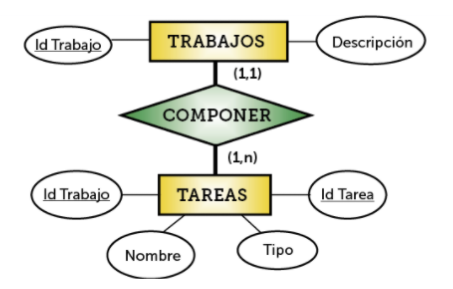 Id Trabajo
TRABAJOS
Descripción
(1,1)
COMPONER
(1,n)
Id Trabajo
TAREAS
Id Tarea
Nombre
Tipo